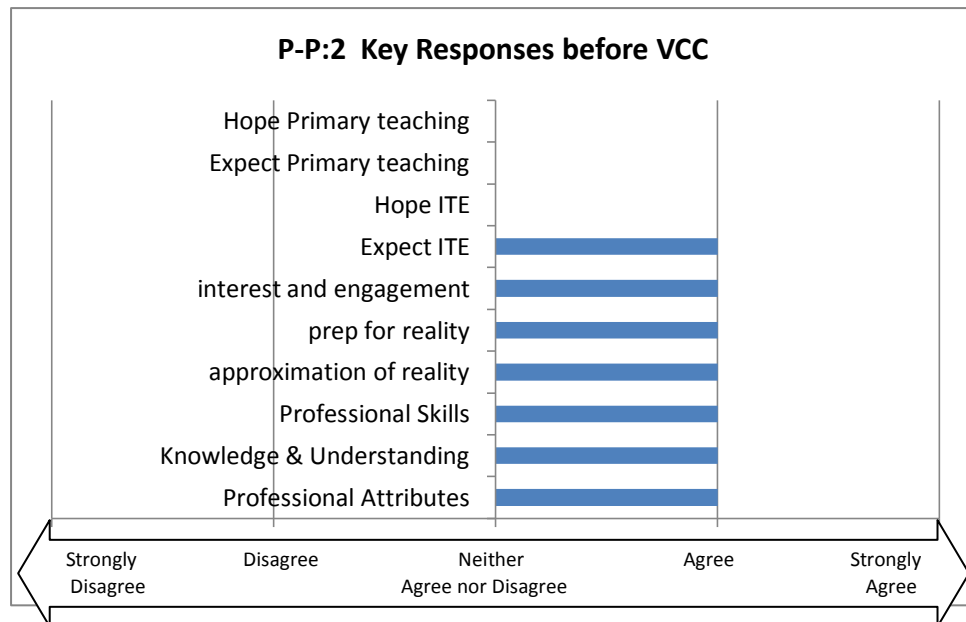 P-P:2 Key Responses before VCC
Hope Primary teaching
Expect Primary teaching
Hope ITE
Expect ITE
interest and engagement
prep for reality
approximation of reality
Professional Skills
Knowledge & Understanding
Professional Attributes
Strongly Disagree Neither Agree Strongly
Disagree Agree nor Disagree Agree